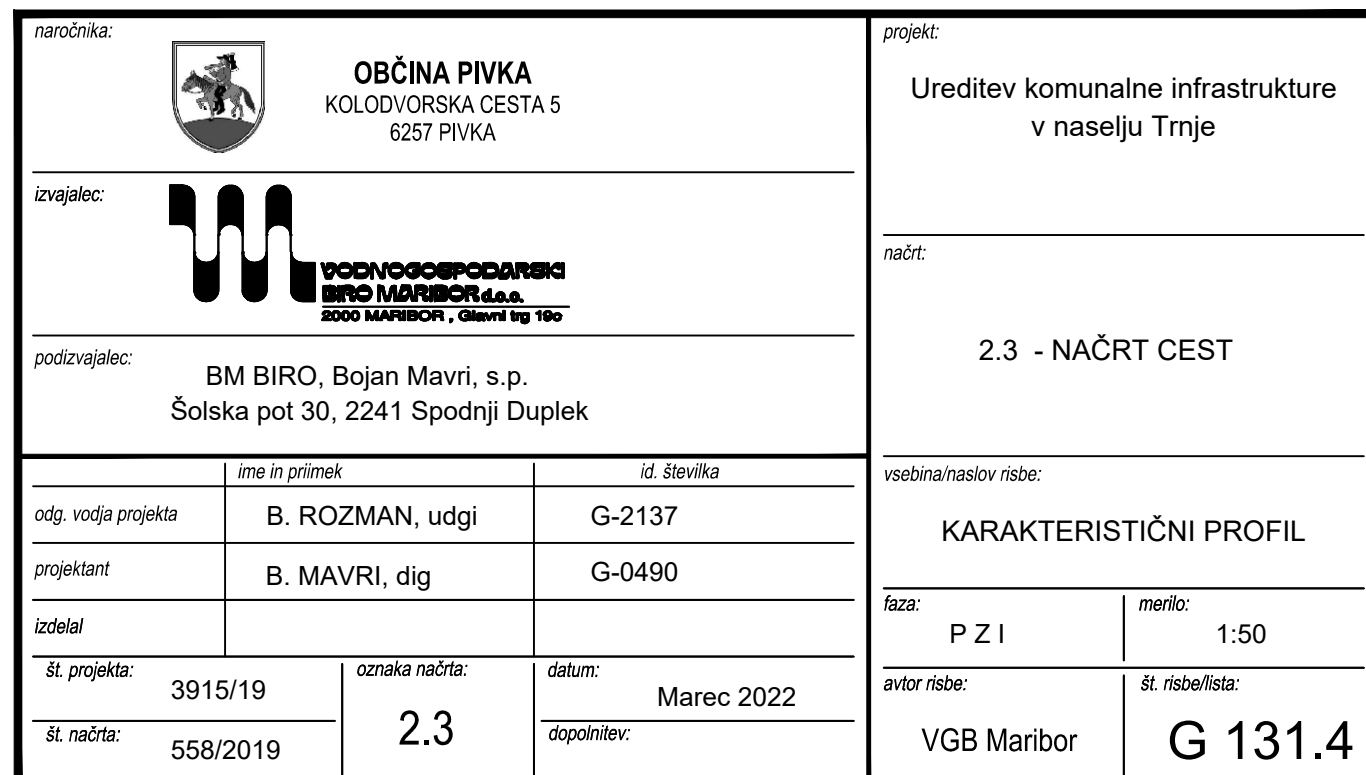 naročnika:
OBČINA PIVKA
KOLODVORSKA CESTA 5
6257 PIVKA
izvajalec:
VODNOGOSPODARSKI
BIRO MARIBOR d.o.o.
2000 MARIBOR , Glavni trg 19c
podizvajalec:
BM BIRO, Bojan Mavri, s.p.
Šolska pot 30, 2241 Spodnji Duplek
ime in priimek
id. številka
odg. vodja projekta
B. ROZMAN, udgi
G-2137
projektant
B. MAVRI, dig
G-0490
izdelal
št. projekta:
3915/19
št. načrta:
558/2019
oznaka načrta:
2.3
datum:
Marec 2022
dopolnitev:
projekt:
Ureditev komunalne infrastrukture
v naselju Trnje
načrt:
2.3 - NAČRT CEST
vsebina/naslov risbe:
KARAKTERISTIČNI PROFIL
faza:
P Z I
merilo:
1:50
avtor risbe:
VGB Maribor
št. risbe/lista:
G 131.4